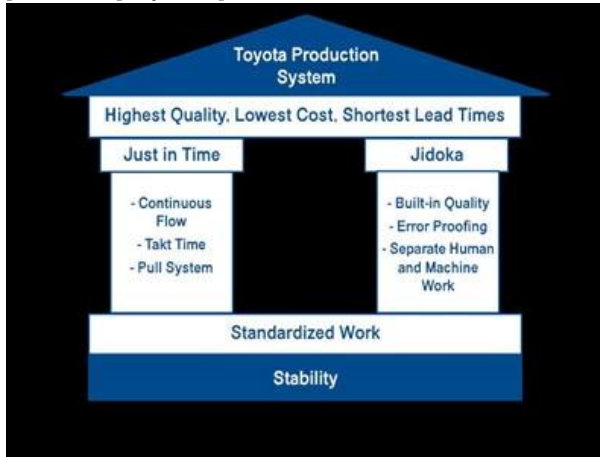 Toyota Production
System
Highest Quality, Lowest Cost, Shortest Lead Times
Just in Time
Jidoka
- Continuous
Flow
- Takt Time
- Pull System
- Built-in Quality
- Error Proofing
- Separate Human
and Machine
Work
Standardized Work
Stability